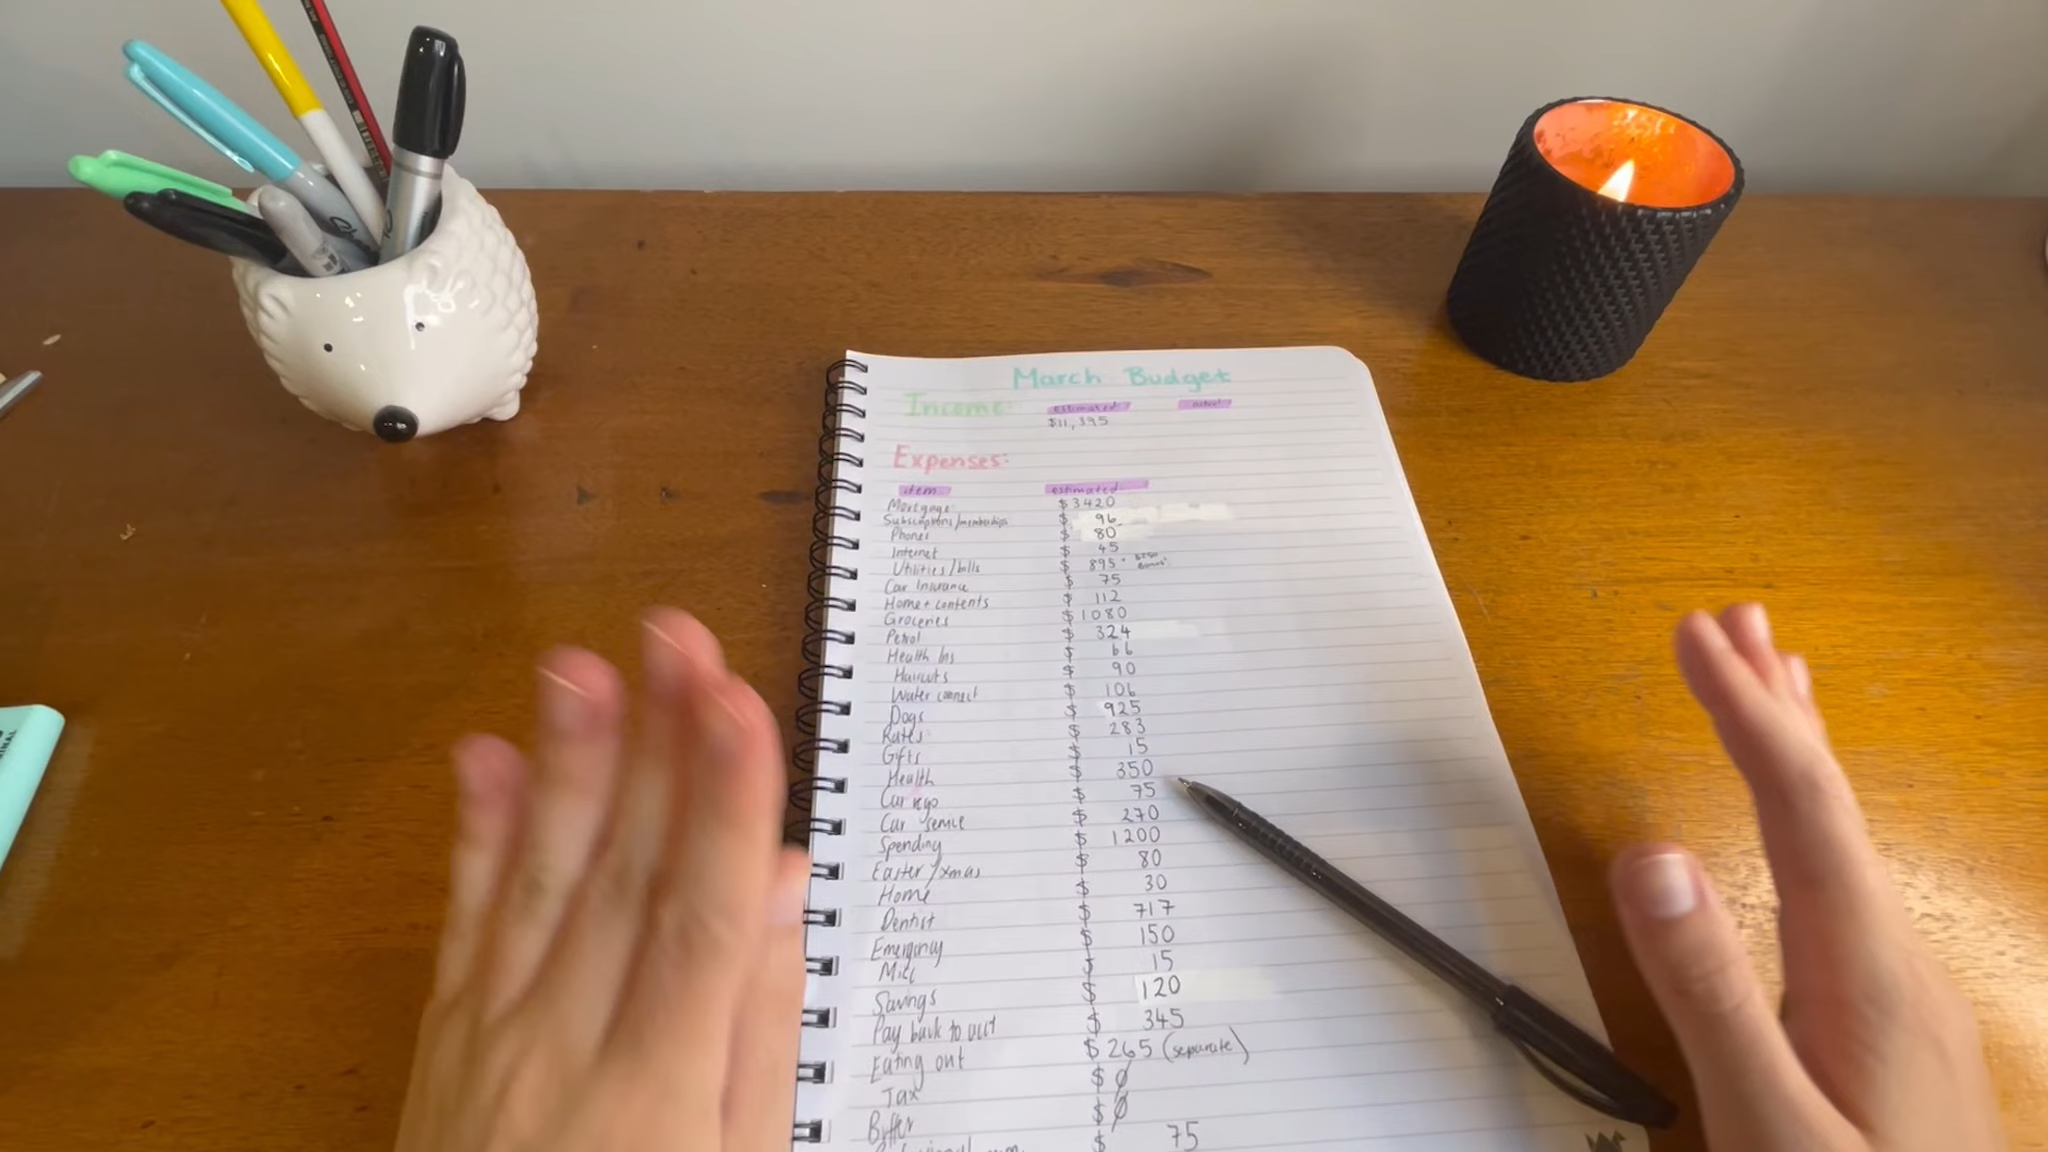 March Budget
Income: estimated actual
$11,395
Expenses:
item estimated
Mortgage $3420
Subscriptions/memberships $ 96
Phones $ 80
Internet $ 45
Utilities/bills $ 895
Car Insurance $ 75
Home + contents $ 112
Groceries $1080
Petrol $ 324
Health Ins $ 66
Haircuts $ 90
Water connect $ 106
Dogs $ 925
Rates $ 283
Gifts $ 15
Health $ 350
Car rego $ 75
Car service $ 270
Spending $ 1200
Easter/xmas $ 80
Home $ 30
Dentist $ 717
Emergency $ 150
Misc $ 15
Savings $ 120
Pay back to acct $ 345
Eating out $265 (separate)
Tax $ 0
Buffer $ 0
$ 75